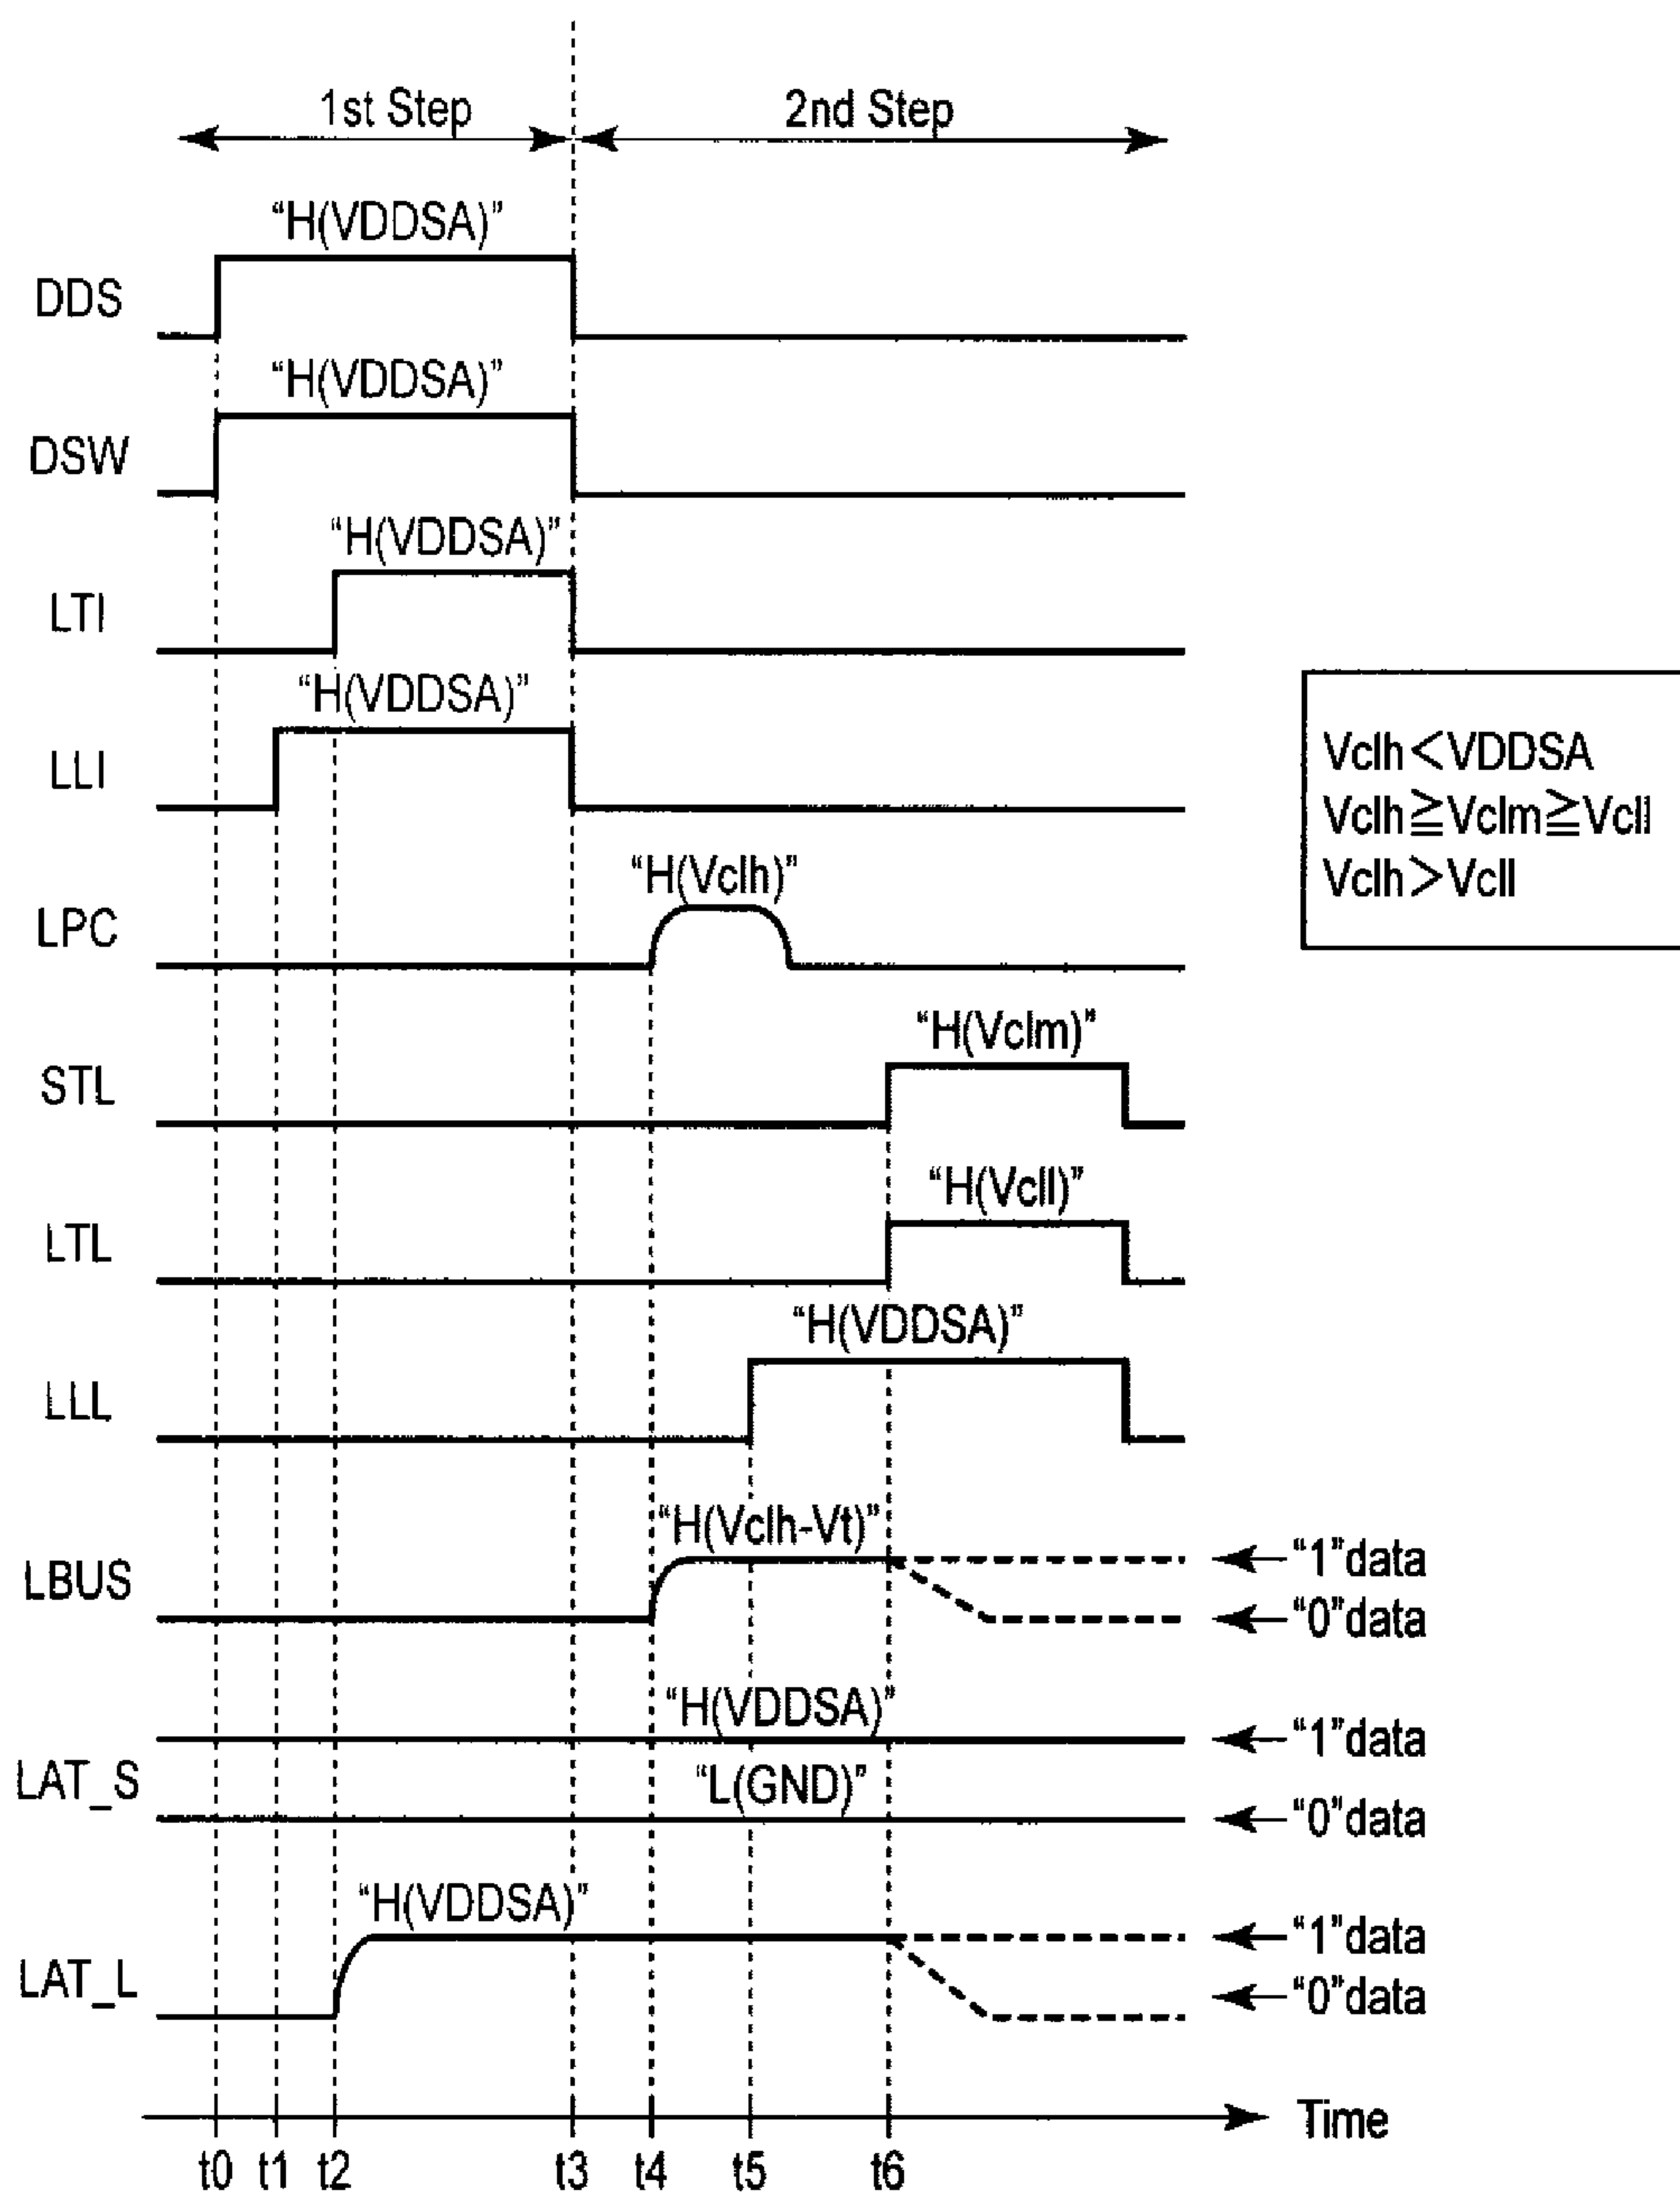 1st Step 2nd Step
“H(VDDSA)”
DDS
“H(VDDSA)”
DSW
“H(VDDSA)”
LTI
“H(VDDSA)”
LLI
Vclh<VDDSA
Vclh≧Vclm≧Vcll
Vclh>Vcll
“H(Vclh)”
LPC
“H(Vclm)”
STL
“H(Vcll)”
LTL
“H(VDDSA)”
LLL
“H(Vclh-Vt)”
LBUS
“1”data
“0”data
“H(VDDSA)”
“1”data
LAT_S
“L(GND)”
“0”data
“H(VDDSA)”
“1”data
LAT_L
“0”data
Time
t0 t1 t2 t3 t4 t5 t6